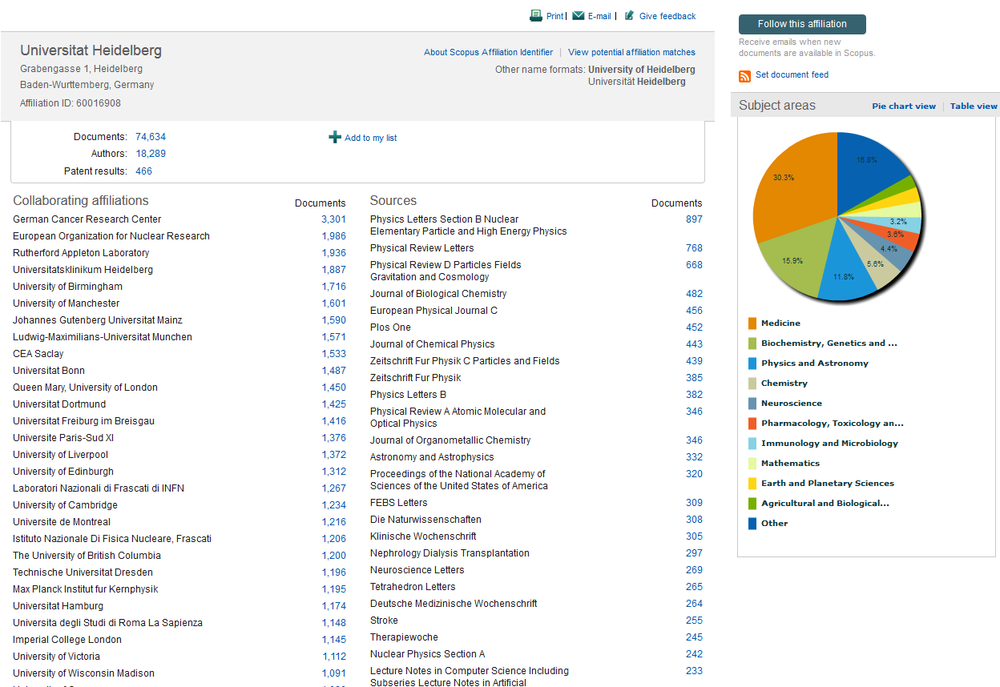 Print | E-mail | Give feedback
Universitat Heidelberg
Grabengasse 1, Heidelberg
Baden-Wurttemberg, Germany
Affiliation ID: 60016908
About Scopus Affiliation Identifier | View potential affiliation matches
Other name formats: University of Heidelberg
Universität Heidelberg
Documents: 74,634
Authors: 18,289
Patent results: 466
Add to my list
Collaborating affiliations Documents
German Cancer Research Center 3,301
European Organization for Nuclear Research 1,986
Rutherford Appleton Laboratory 1,936
Universitatsklinikum Heidelberg 1,887
University of Birmingham 1,716
University of Manchester 1,601
Johannes Gutenberg Universitat Mainz 1,590
Ludwig-Maximilians-Universitat Munchen 1,571
CEA Saclay 1,533
Universitat Bonn 1,487
Queen Mary, University of London 1,450
Universitat Dortmund 1,425
Universitat Freiburg im Breisgau 1,416
Universite Paris-Sud XI 1,376
University of Liverpool 1,372
University of Edinburgh 1,312
Laboratori Nazionali di Frascati di INFN 1,267
University of Cambridge 1,234
Universite de Montreal 1,216
Istituto Nazionale Di Fisica Nucleare, Frascati 1,206
The University of British Columbia 1,200
Technische Universitat Dresden 1,196
Max Planck Institut fur Kernphysik 1,195
Universitat Hamburg 1,174
Universita degli Studi di Roma La Sapienza 1,148
Imperial College London 1,145
University of Victoria 1,112
University of Wisconsin Madison 1,091
Sources Documents
Physics Letters Section B Nuclear 897
Elementary Particle and High Energy Physics
Physical Review Letters 768
Physical Review D Particles Fields 668
Gravitation and Cosmology
Journal of Biological Chemistry 482
European Physical Journal C 456
Plos One 452
Journal of Chemical Physics 443
Zeitschrift Fur Physik C Particles and Fields 439
Zeitschrift Fur Physik 385
Physics Letters B 382
Physical Review A Atomic Molecular and 346
Optical Physics
Journal of Organometallic Chemistry 346
Astronomy and Astrophysics 332
Proceedings of the National Academy of 320
Sciences of the United States of America
FEBS Letters 309
Die Naturwissenschaften 308
Klinische Wochenschrift 305
Nephrology Dialysis Transplantation 297
Neuroscience Letters 269
Tetrahedron Letters 265
Deutsche Medizinische Wochenschrift 264
Stroke 255
Therapiewoche 245
Nuclear Physics Section A 242
Lecture Notes in Computer Science Including 233
Subseries Lecture Notes in Artificial
Follow this affiliation
Receive emails when new
documents are available in Scopus.
Set document feed
Subject areas Pie chart view | Table view
16.8%
30.3%
3.2%
3.6%
4.4%
5.6%
15.9%
11.8%
Medicine
Biochemistry, Genetics and ...
Physics and Astronomy
Chemistry
Neuroscience
Pharmacology, Toxicology an...
Immunology and Microbiology
Mathematics
Earth and Planetary Sciences
Agricultural and Biological...
Other